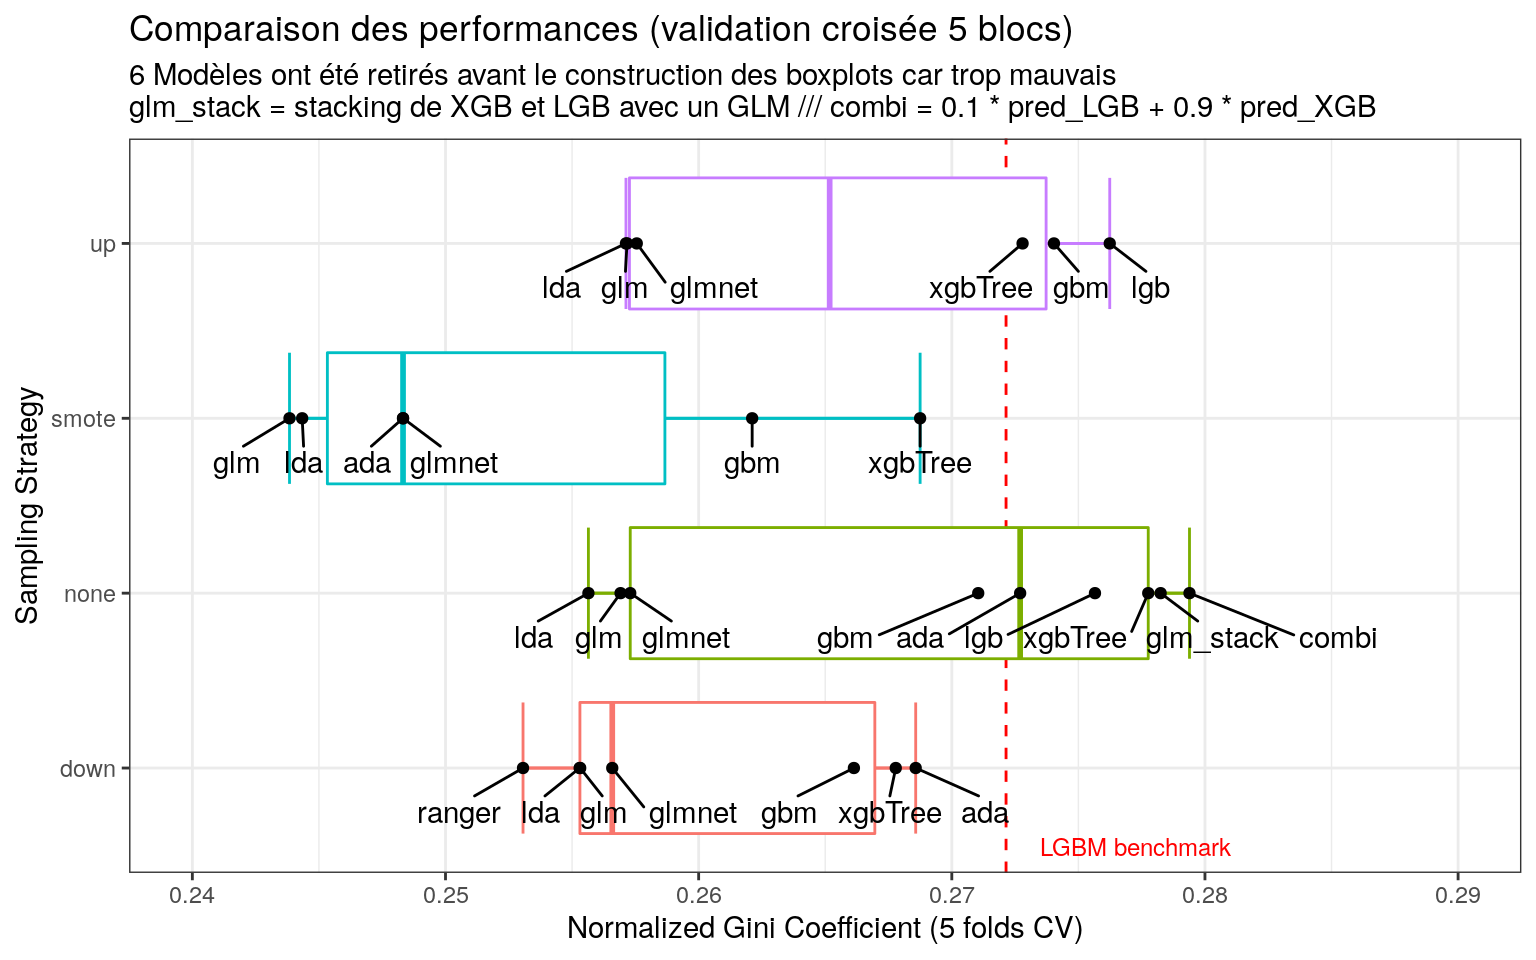 Comparaison des performances (validation croisée 5 blocs)
6 Modèles ont été retirés avant le construction des boxplots car trop mauvais
glm_stack = stacking de XGB et LGB avec un GLM /// combi = 0.1 * pred_LGB + 0.9 * pred_XGB
Sampling Strategy
up
lda glm glmnet xgbTree gbm lgb
smote
glm lda ada glmnet gbm xgbTree
none
lda glm glmnet gbm ada lgb xgbTree glm_stack combi
down
ranger lda glm glmnet gbm xgbTree ada
LGBM benchmark
0.24 0.25 0.26 0.27 0.28 0.29
Normalized Gini Coefficient (5 folds CV)